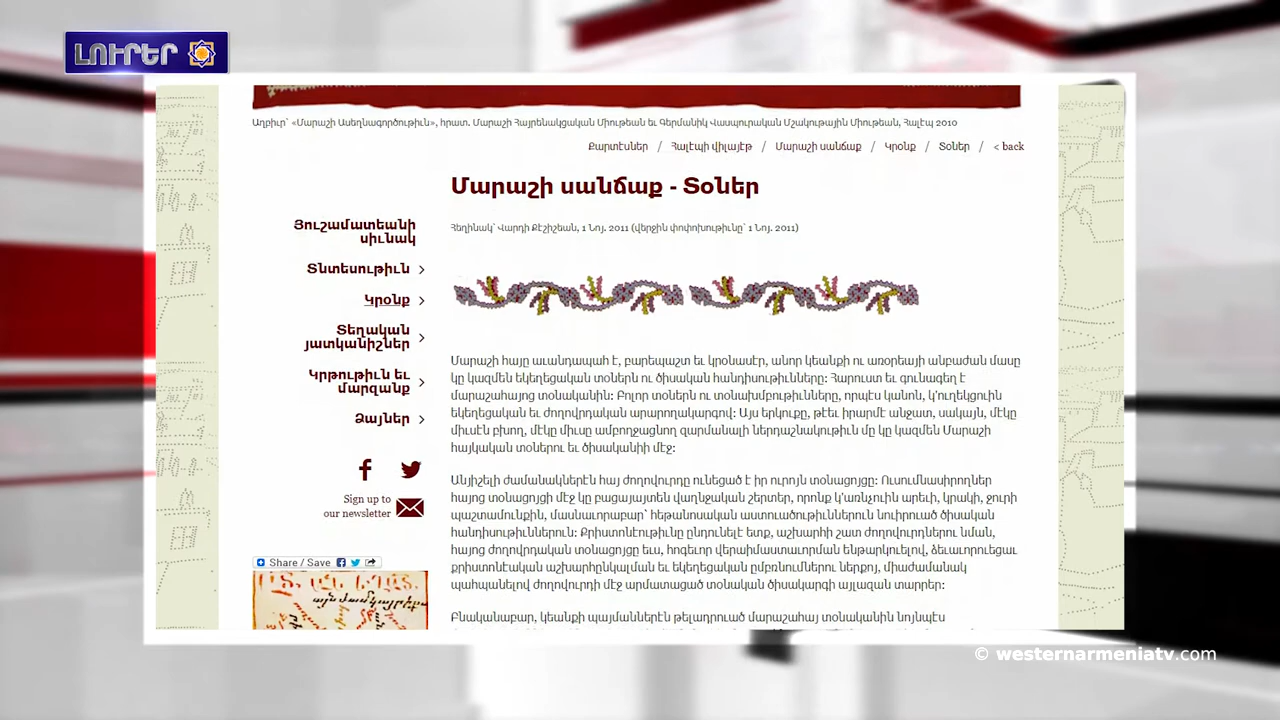 ԼՈՒՐԵՐ
Աղբիւր՝ «Մարաշի Ասեղնագործութիւն», հրատ. Մարաշի Հայրենակցական Միութեան եւ Գերմանիկ Վասպուրական Մշակութային Միութեան, Հալէպ 2010
Քարտէսներ / Հալէպի վիլայէթ / Մարաշի սանճաք / Կրօնք / Տօներ / < back
Մարաշի սանճաք - Տօներ
Հեղինակ՝ Վարդի Քէշիշեան, 1 Նոյ. 2011 (վերջին փոփոխութիւնը՝ 1 Նոյ. 2011)
Յուշամատեանի
սիւնակ
Տնտեսութիւն
Կրօնք
Տեղական
յատկանիշներ
Կրթութիւն եւ
մարզանք
Ձայներ
Sign up to
our newsletter
Share / Save
Մարաշի հայը աւանդապահ է, բարեպաշտ եւ կրօնասէր, անոր կեանքի ու առօրեայի անբաժան մասը
կը կազմեն եկեղեցական տօներն ու ծիսական հանդիսութիւնները: Հարուստ եւ գունագեղ է
մարաշահայոց տօնականին: Բոլոր տօներն ու տօնախմբութիւնները, որպէս կանոն, կ'ուղեկցուին
եկեղեցական եւ ժողովրդական արարողակարգով: Այս երկուքը, թէեւ իրարմէ անջատ, սակայն, մէկը
միւսէն բխող, մէկը միւսը ամբողջացնող զարմանալի ներդաշնակութիւն մը կը կազմեն Մարաշի
հայկական տօներու եւ ծիսականիի մէջ:
Անյիշելի ժամանակներէն հայ ժողովուրդը ունեցած է իր ուրոյն տօնացոյցը: Ուսումնասիրողներ
հայոց տօնացոյցի մէջ կը բացայայտեն վաղնջական շերտեր, որոնք կ'առնչուին արեւի, կրակի, ջուրի
պաշտամունքին, մասնաւորաբար՝ հեթանոսական աստուածութիւններուն նուիրուած ծիսական
հանդիսութիւններուն: Քրիստոնէութիւնը ընդունելէ ետք, աշխարհի շատ ժողովուրդներու նման,
հայոց ժողովրդական տօնացոյցը եւս, հոգեւոր վերաիմաստաւորման ենթարկուելով, ձեւաւորուեցաւ
քրիստոնէական աշխարհընկալման եւ եկեղեցական ըմբռնումներու ներքոյ, միաժամանակ
պահպանելով ժողովուրդի մէջ արմատացած տօնական ծիսակարգի այլազան տարրեր:
Բնականաբար, կեանքի պայմաններէն թելադրուած մարաշահայ տօնականին նոյնպէս
© westernarmeniatv.com